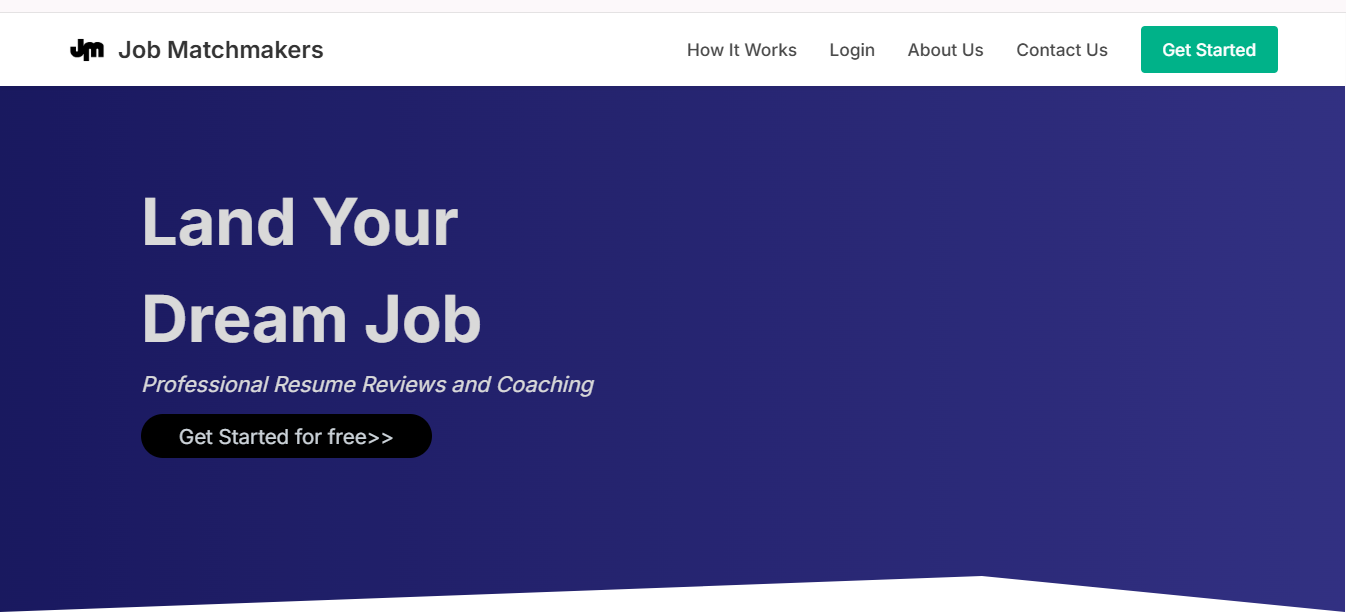 Jm Job Matchmakers How It Works Login About Us Contact Us Get Started
Land Your
Dream Job
Professional Resume Reviews and Coaching
Get Started for free>>